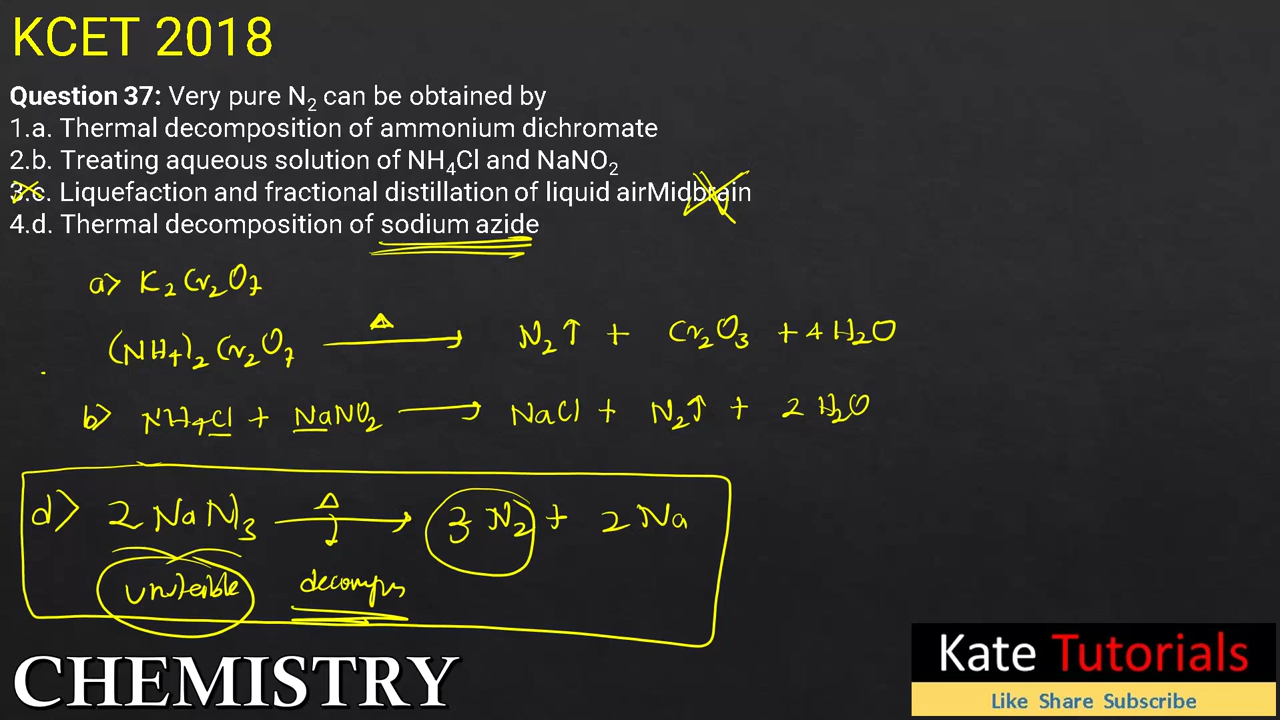 KCET 2018
Question 37: Very pure N₂ can be obtained by
1.a. Thermal decomposition of ammonium dichromate
2.b. Treating aqueous solution of NH₄Cl and NaNO₂
3.c. Liquefaction and fractional distillation of liquid airMidbrain
4.d. Thermal decomposition of sodium azide
a> K₂Cr₂O₇
(NH₄)₂Cr₂O₇ —Δ→ N₂↑ + Cr₂O₃ + 4H₂O
b> NH₄Cl + NaNO₂ → NaCl + N₂↑ + 2H₂O
d> 2NaN₃ —Δ→ 3N₂ + 2Na
decomps
CHEMISTRY
Kate Tutorials
Like Share Subscribe